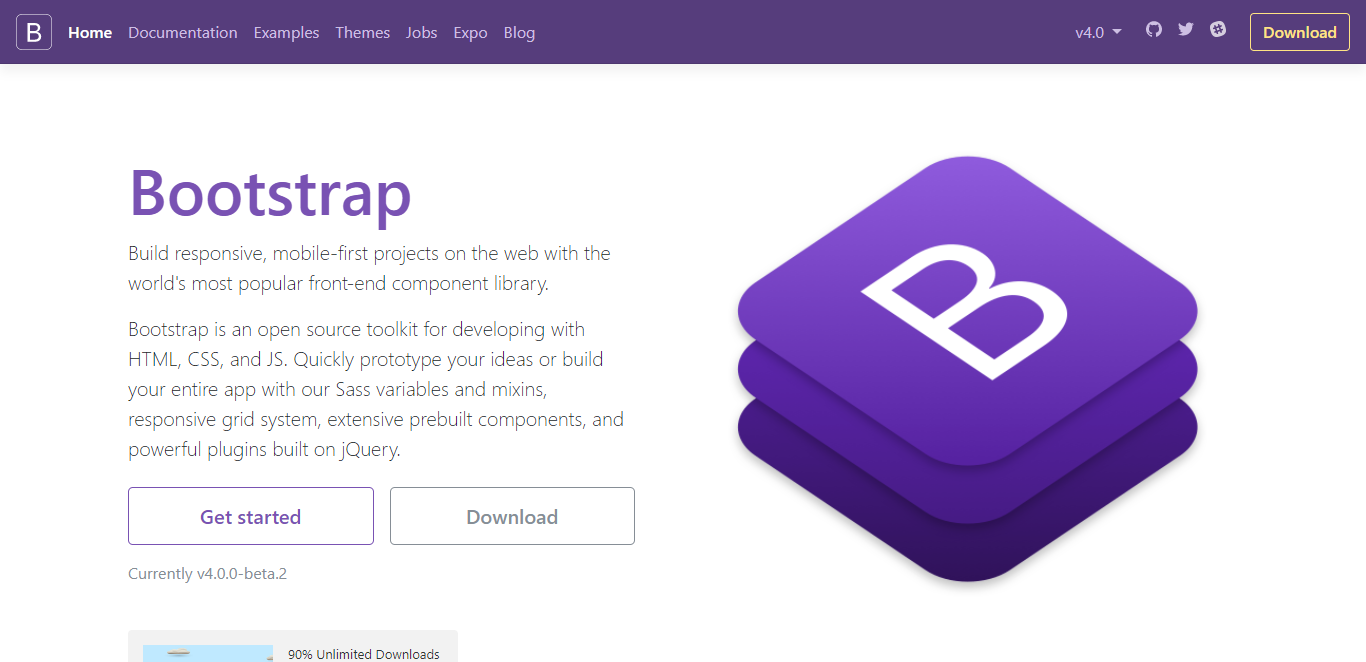 B Home Documentation Examples Themes Jobs Expo Blog v4.0 Download
Bootstrap
Build responsive, mobile-first projects on the web with the
world's most popular front-end component library.
Bootstrap is an open source toolkit for developing with
HTML, CSS, and JS. Quickly prototype your ideas or build
your entire app with our Sass variables and mixins,
responsive grid system, extensive prebuilt components, and
powerful plugins built on jQuery.
B
Get started Download
Currently v4.0.0-beta.2
90% Unlimited Downloads